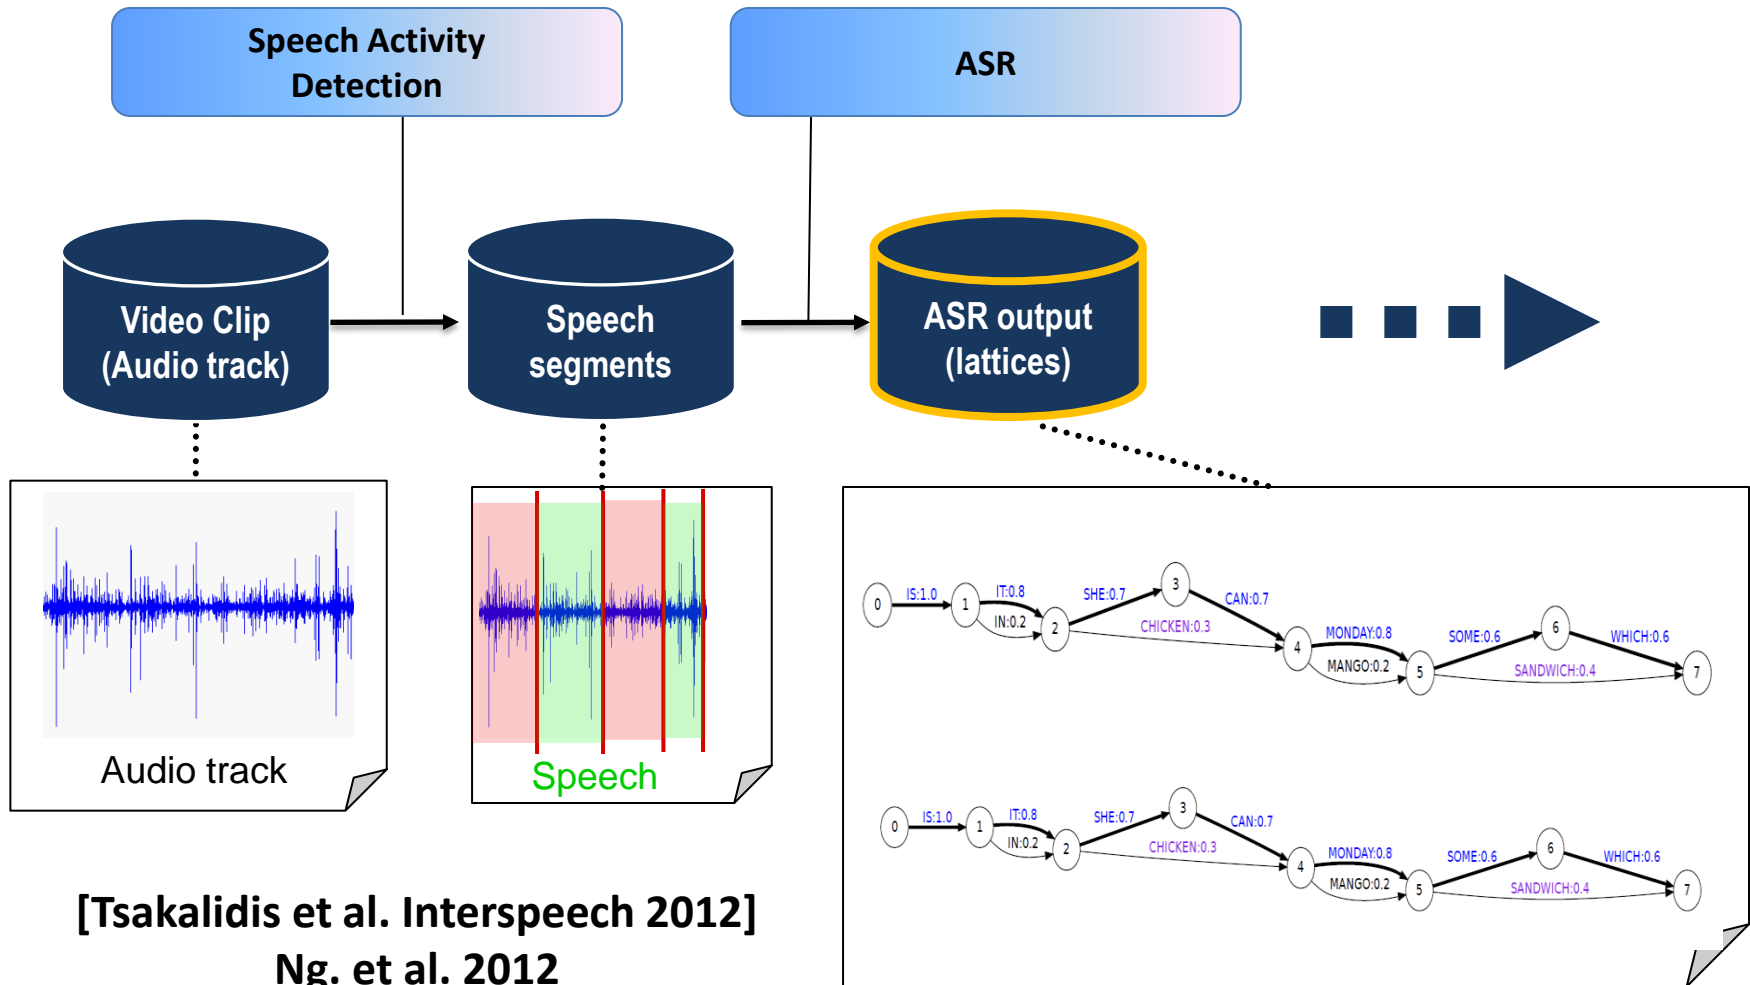 Speech Activity
Detection
ASR
Video Clip
(Audio track)
Speech
segments
ASR output
(lattices)
Audio track
Speech
0 IS:1.0 1 IT:0.8 IN:0.2 2 SHE:0.7 3 CAN:0.7 CHICKEN:0.3 4 MONDAY:0.8 MANGO:0.2 5 SOME:0.6 6 WHICH:0.6 SANDWICH:0.4 7
0 IS:1.0 1 IT:0.8 IN:0.2 2 SHE:0.7 3 CAN:0.7 CHICKEN:0.3 4 MONDAY:0.8 MANGO:0.2 5 SOME:0.6 6 WHICH:0.6 SANDWICH:0.4 7
[Tsakalidis et al. Interspeech 2012]
Ng. et al. 2012